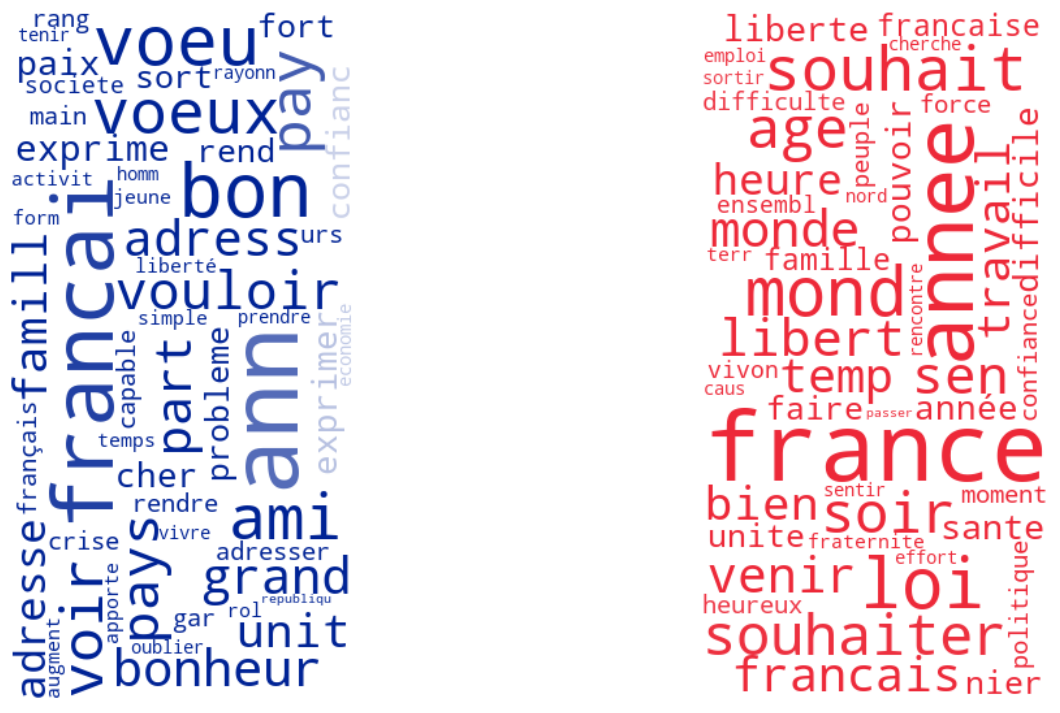 rang
tenir
voeu
fort
paix
sort
rayonn
societe
pay
confianc
main
voeux
exprime
rend
activit
homm
jeune
bon
form
francai
adress
urs
famill
liberté
vouloir
simple
prendre
economie
exprimer
capable
part
probleme
ann
français
temps
cher
rendre
ami
adresse
crise
pays
vivre
adresser
voir
apporte
grand
republiqu
augment
gar
rol
unit
oublier
bonheur
liberte
francaise
emploi
cherche
sortir
souhait
difficulte
force
age
peuple
pouvoir
annee
travail
difficile
heure
nord
ensembl
monde
terr
famille
mond
rencontre
confiance
libert
vivon
temp
sen
caus
faire
passer
année
france
sentir
moment
bien
soir
sante
unite
fraternite
effort
venir
loi
politique
heureux
souhaiter
francais
nier